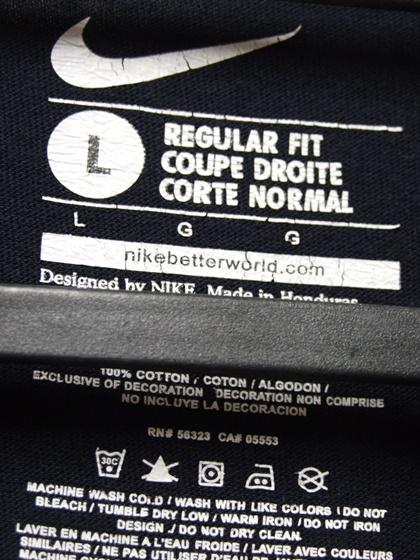 L
REGULAR FIT
COUPE DROITE
CORTE NORMAL
L G G
nikebetterworld.com
Designed by NIKE. Made in Honduras
100% COTTON / COTON / ALGODON /
EXCLUSIVE OF DECORATION DECORATION NON COMPRISE
NO INCLUYE LA DECORACION
RN# 56323 CA# 05553
30C
MACHINE WASH COLD / WASH WITH LIKE COLORS / DO NOT
BLEACH / TUMBLE DRY LOW / WARM IRON / DO NOT IRON
DESIGN / DO NOT DRY CLEAN.
LAVER EN MACHINE A L'EAU FROIDE / LAVER AVEC COULEURS
SIMILAIRES / NE PAS UTILISER D'EAU DE